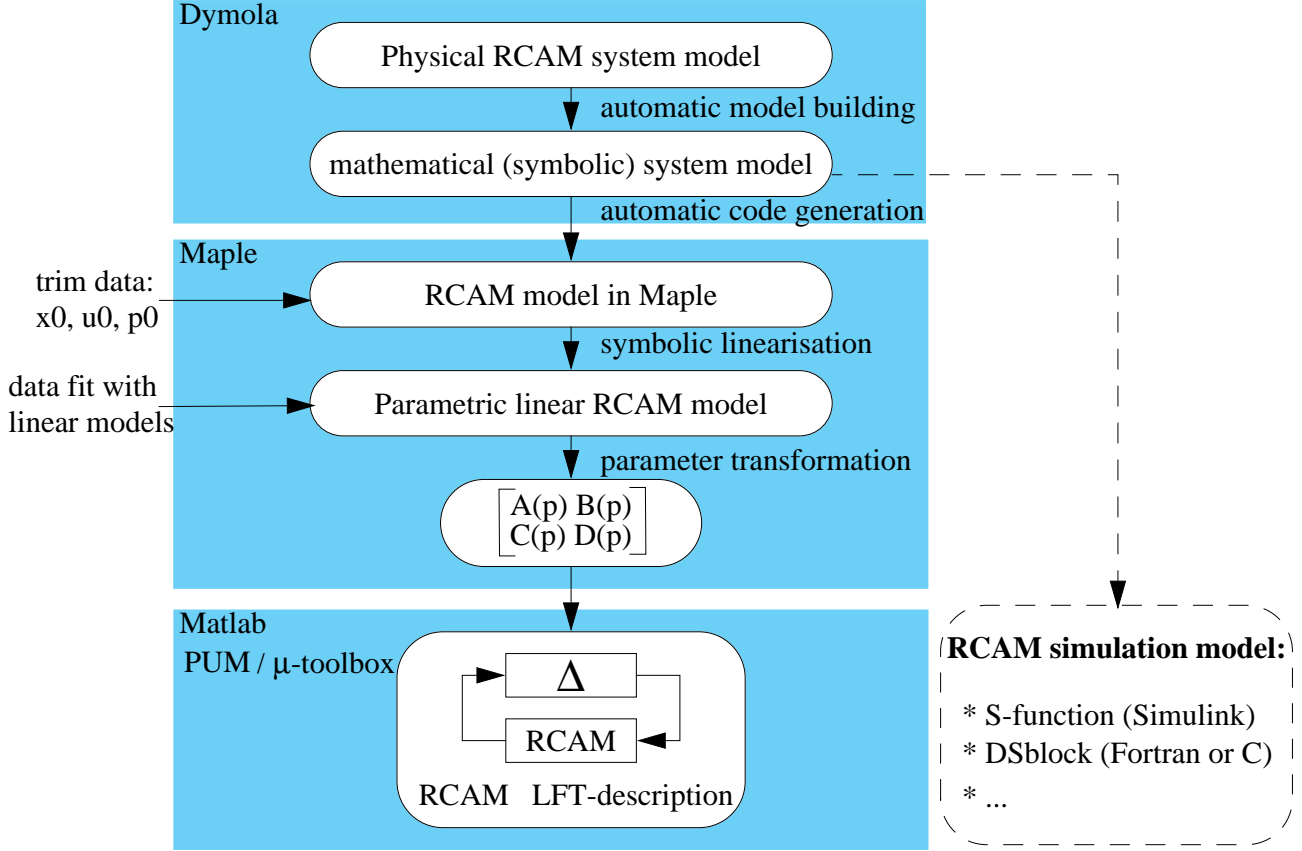 Dymola
Physical RCAM system model
automatic model building
mathematical (symbolic) system model
automatic code generation
Maple
trim data:
x0, u0, p0
RCAM model in Maple
symbolic linearisation
data fit with
linear models
Parametric linear RCAM model
parameter transformation
A(p) B(p)
C(p) D(p)
Matlab
PUM / μ-toolbox
Δ
RCAM
RCAM LFT-description
RCAM simulation model:
* S-function (Simulink)
* DSblock (Fortran or C)
* ...